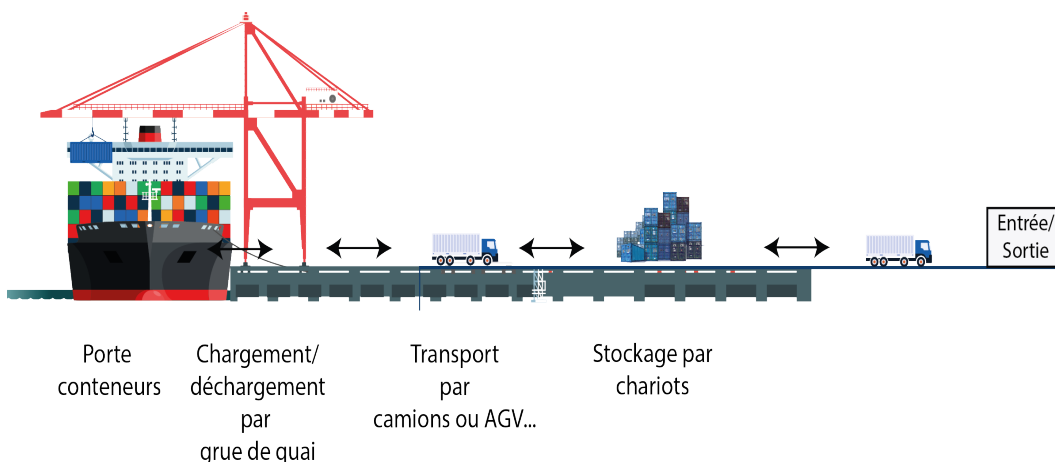 Entrée/
Sortie
Porte
conteneurs
Chargement/
déchargement
par
grue de quai
Transport
par
camions ou AGV...
Stockage par
chariots